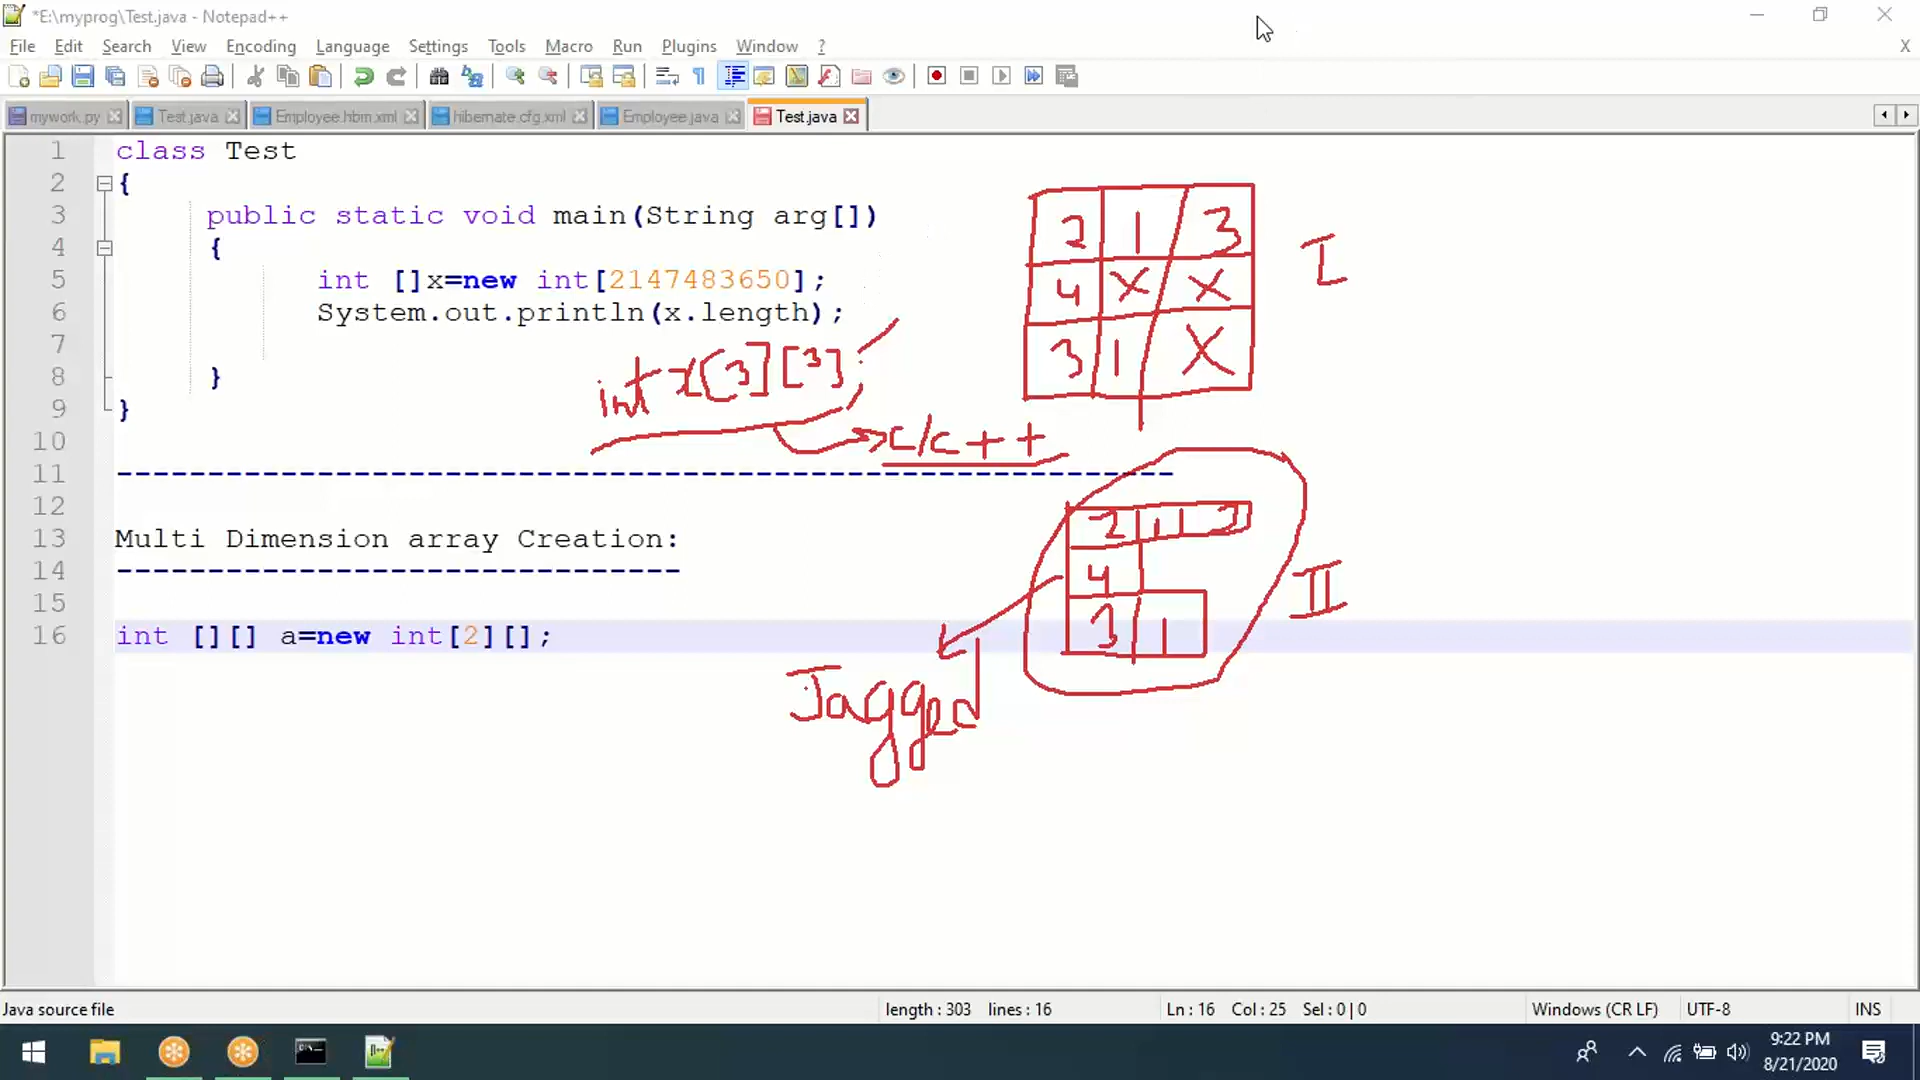 *E:\myprog\Test.java - Notepad++
File Edit Search View Encoding Language Settings Tools Macro Run Plugins Window ?
X
mywork.py Test.java Employee.hbm.xml hibernate.cfg.xml Employee.java Test.java
1 class Test
2 {
3 public static void main(String arg[])
4 {
5 int []x=new int[2147483650];
6 System.out.println(x.length);
7
8 }
9 }
10
11 --------------------------------------------------------------------
12
13 Multi Dimension array Creation:
14 -------------------------------
15
16 int [][] a=new int[2][];
2 1 3
4 X X
3 1 X
I
int x[3][3];
c/c++
2 1 3
4
3 1
II
Jagged
Java source file length : 303 lines : 16 Ln : 16 Col : 25 Sel : 0 | 0 Windows (CR LF) UTF-8 INS
9:22 PM
8/21/2020